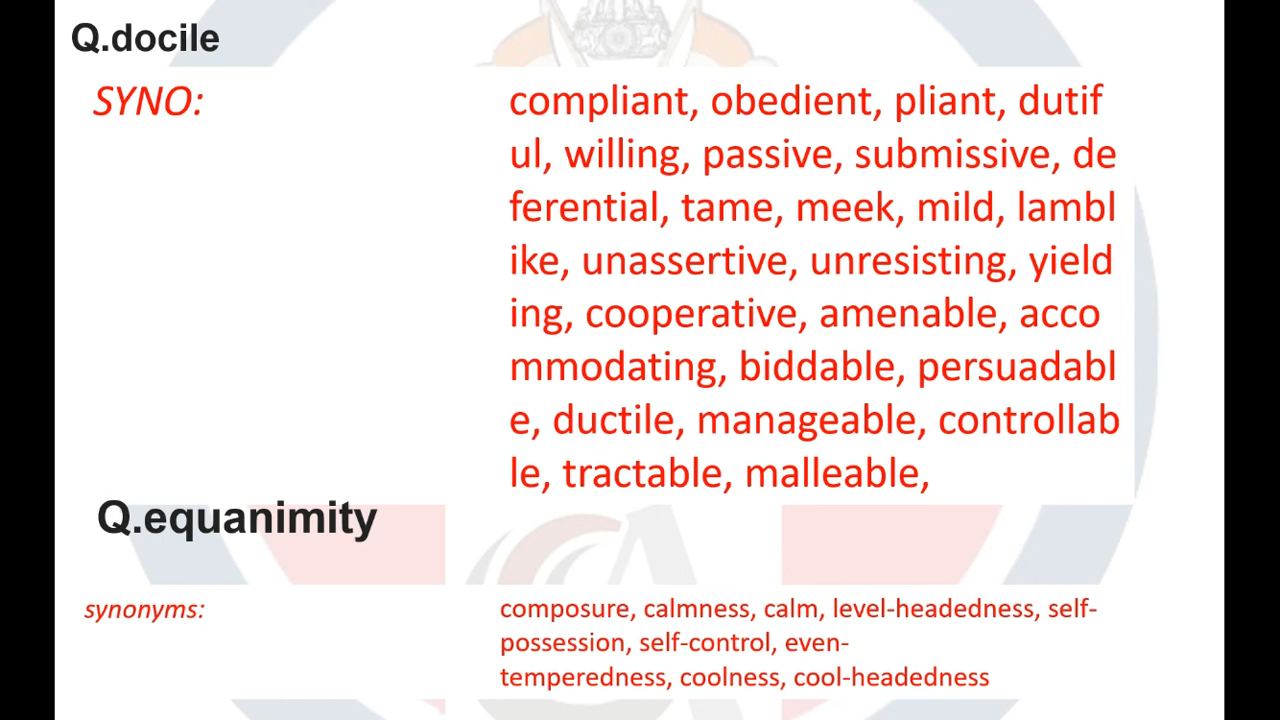 Q.docile
SYNO:
compliant, obedient, pliant, dutif
ul, willing, passive, submissive, de
ferential, tame, meek, mild, lambl
ike, unassertive, unresisting, yield
ing, cooperative, amenable, acco
mmodating, biddable, persuadabl
e, ductile, manageable, controllab
le, tractable, malleable,
Q.equanimity
synonyms:
composure, calmness, calm, level-headedness, self-
possession, self-control, even-
temperedness, coolness, cool-headedness